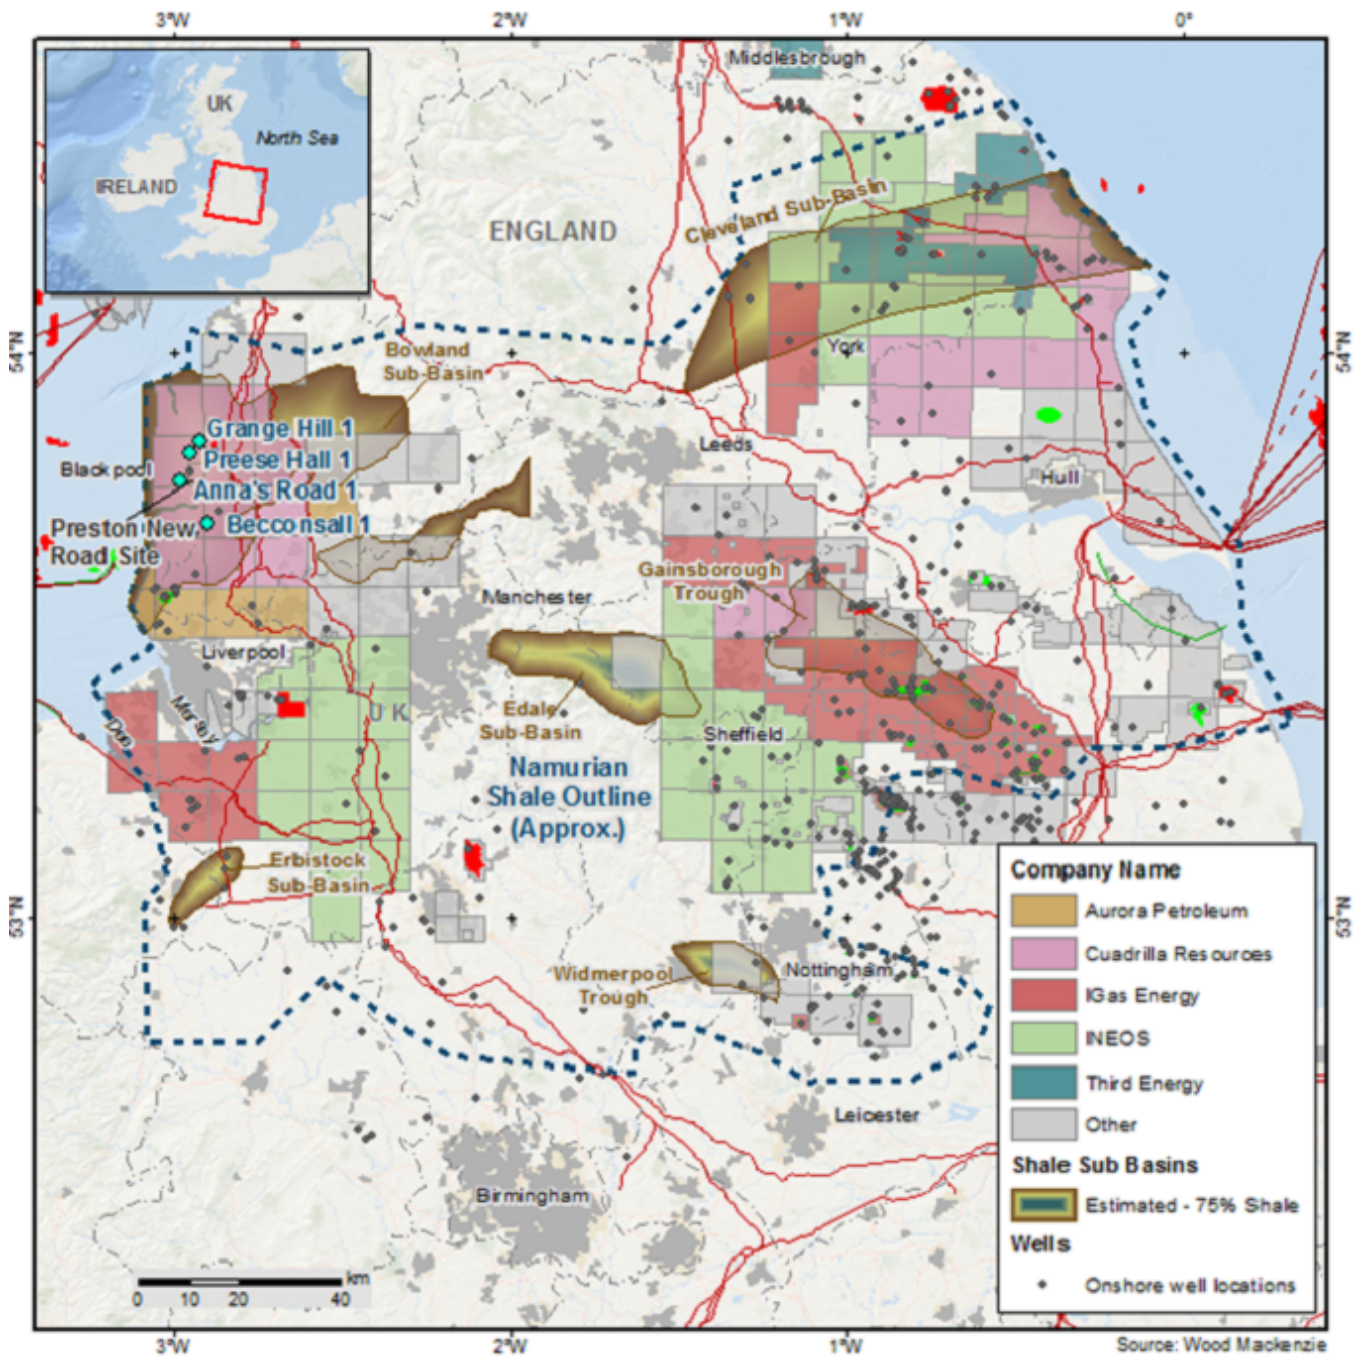 3°W 2°W 1°W 0°
UK
North Sea
IRELAND
Middlesbrough
ENGLAND
Cleveland Sub-Basin
54°N
54°N
York
Bowland
Sub-Basin
Grange Hill 1
Preese Hall 1
Blackpool
Anna's Road 1
Becconsall 1
Preston New
Road Site
Leeds
Hull
Gainsborough
Trough
Manchester
Liverpool
Mersey
Dee
UK
Edale
Sub-Basin
Sheffield
Namurian
Shale Outline
(Approx.)
Erbistock
Sub-Basin
53°N
53°N
Widmerpool
Trough
Nottingham
Leicester
Birmingham
Company Name
Aurora Petroleum
Cuadrilla Resources
IGas Energy
INEOS
Third Energy
Other
Shale Sub Basins
Estimated - 75% Shale
Wells
Onshore well locations
km
0 10 20 40
3°W 2°W 1°W
Source: Wood Mackenzie